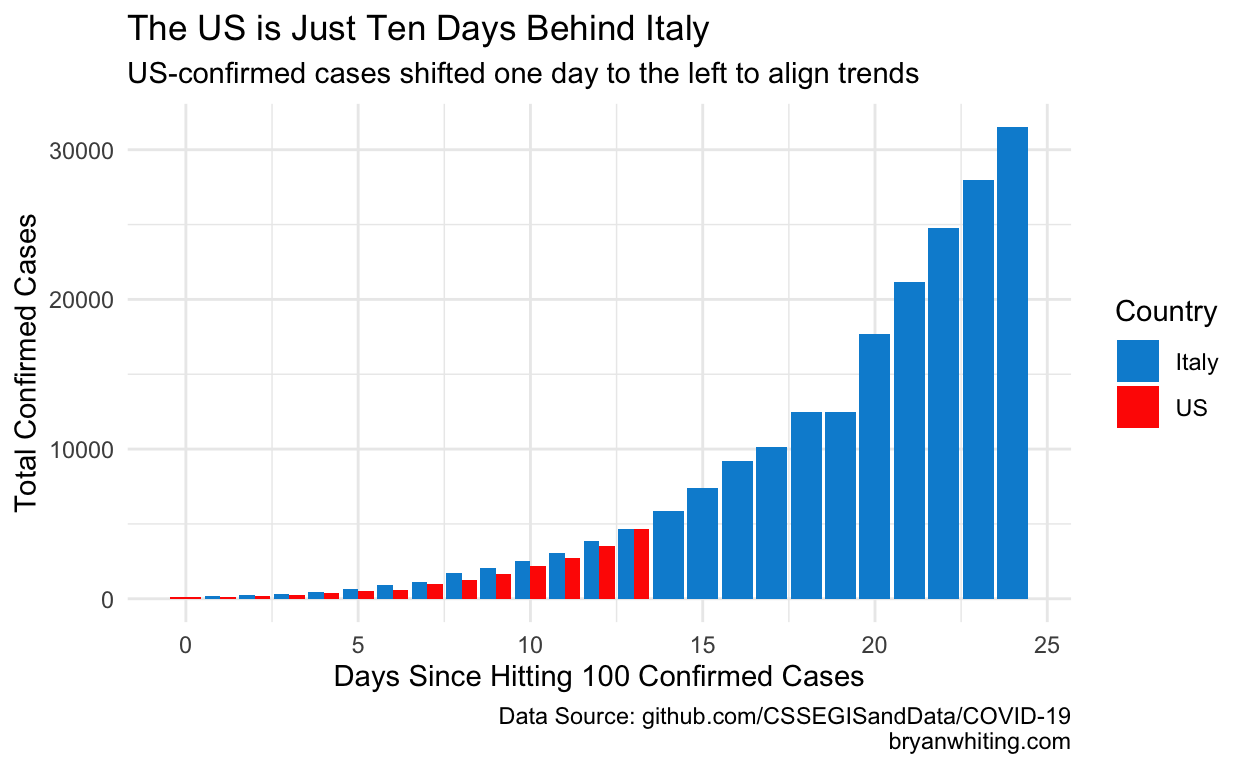 The US is Just Ten Days Behind Italy
US-confirmed cases shifted one day to the left to align trends
Total Confirmed Cases
30000
20000
10000
0
0 5 10 15 20 25
Days Since Hitting 100 Confirmed Cases
Country
Italy
US
Data Source: github.com/CSSEGISandData/COVID-19
bryanwhiting.com